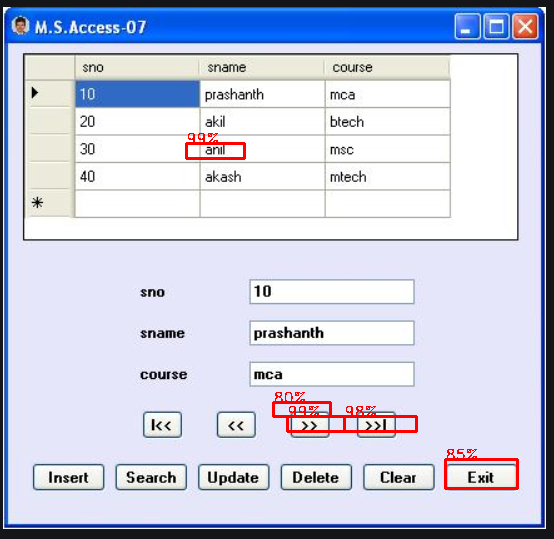 M.S.Access-07
sno sname course
10 prashanth mca
20 akil btech
99%
30 anil msc
40 akash mtech
sno 10
sname prashanth
course mca
80%
99% 98%
I<< << >> >>I
85%
Insert Search Update Delete Clear Exit